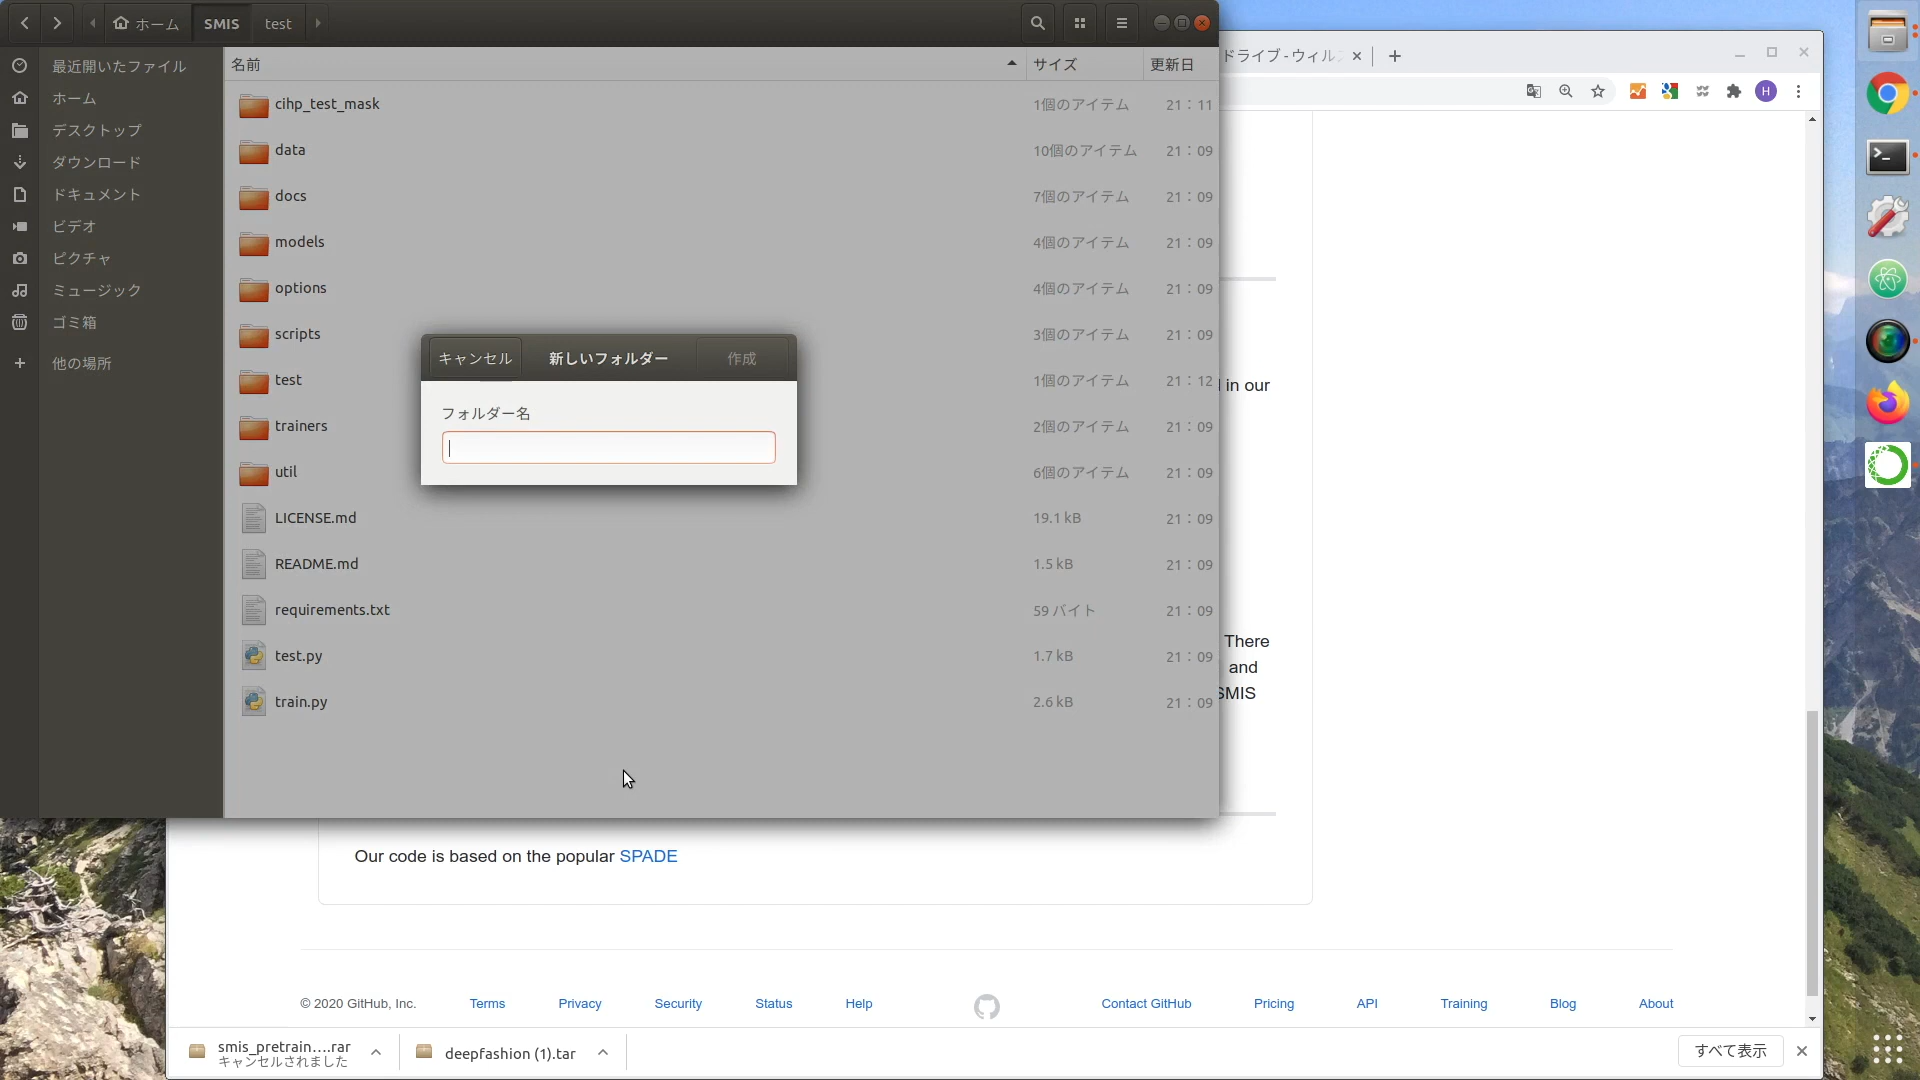 ホーム
SMIS
test
最近開いたファイル
ホーム
デスクトップ
ダウンロード
ドキュメント
ビデオ
ピクチャ
ミュージック
ゴミ箱
他の場所
名前 サイズ 更新日
cihp_test_mask 1個のアイテム 21：11
data 10個のアイテム 21：09
docs 7個のアイテム 21：09
models 4個のアイテム 21：09
options 4個のアイテム 21：09
scripts 3個のアイテム 21：09
test 1個のアイテム 21：12
trainers 2個のアイテム 21：09
util 6個のアイテム 21：09
LICENSE.md 19.1 kB 21：09
README.md 1.5 kB 21：09
requirements.txt 59 バイト 21：09
test.py 1.7 kB 21：09
train.py 2.6 kB 21：09
キャンセル 新しいフォルダー 作成
フォルダー名
ドライブ - ウィル
H
in our
There
and
SMIS
Our code is based on the popular SPADE
© 2020 GitHub, Inc. Terms Privacy Security Status Help Contact GitHub Pricing API Training Blog About
smis_pretrain....rar
キャンセルされました
deepfashion (1).tar
すべて表示